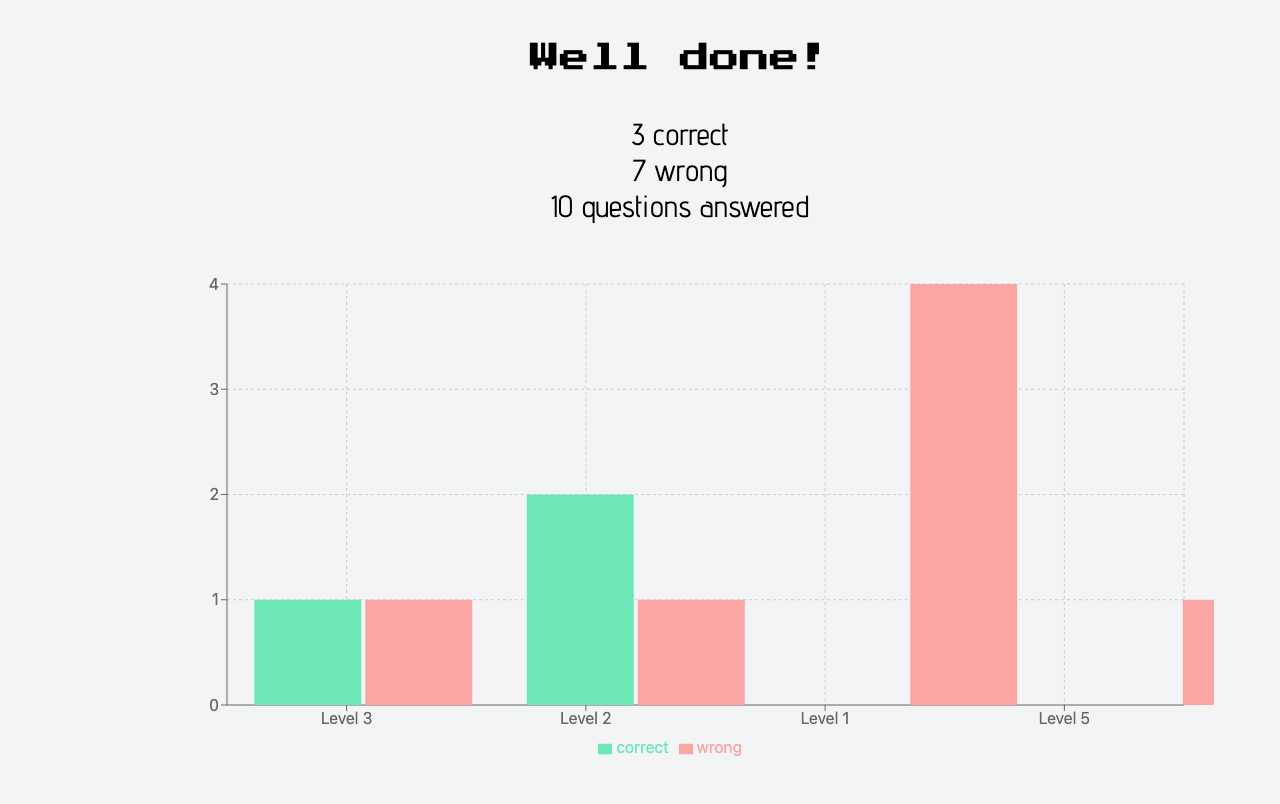 Well done!
3 correct
7 wrong
10 questions answered
4
3
2
1
0
Level 3 Level 2 Level 1 Level 5
correct wrong